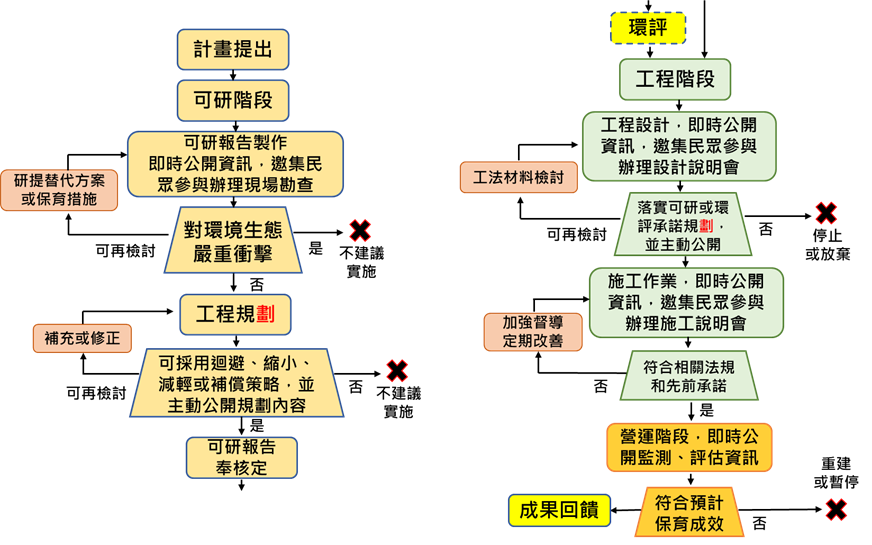 計畫提出
可研階段
可研報告製作
即時公開資訊，邀集民
眾參與辦理現場勘查
研提替代方案
或保育措施
對環境生態
嚴重衝擊
可再檢討
是
不建議
實施
否
工程規劃
補充或修正
可採用迴避、縮小、
減輕或補償策略，並
主動公開規劃內容
可再檢討
否
不建議
實施
是
可研報告
奉核定
環評
工程階段
工程設計，即時公開
資訊，邀集民眾參與
辦理設計說明會
工法材料檢討
落實可研或環
評承諾規劃，
並主動公開
可再檢討
否
停止
或放棄
施工作業，即時公開
資訊，邀集民眾參與
辦理施工說明會
加強督導
定期改善
符合相關法規
和先前承諾
否
是
營運階段，即時公
開監測、評估資訊
重建
或暫停
符合預計
保育成效
否
成果回饋